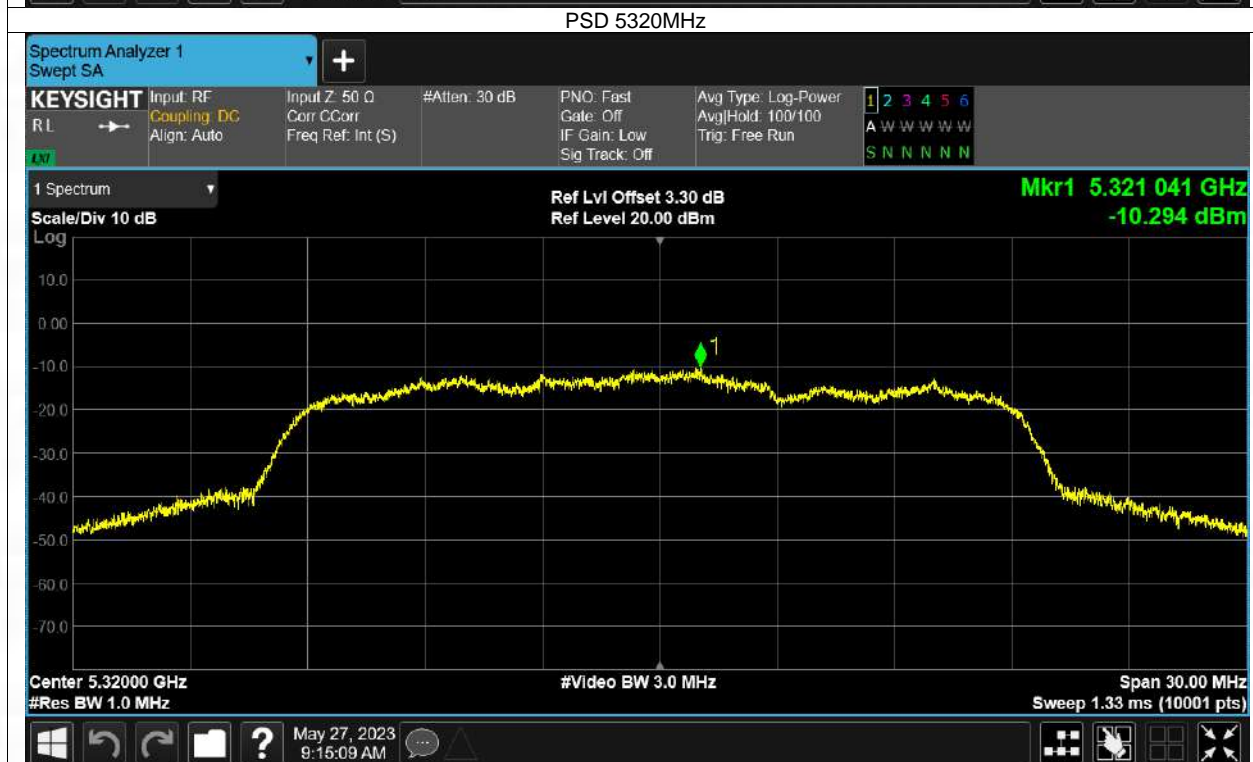 PSD 5320MHz
Spectrum Analyzer 1
Swept SA
KEYSIGHT
RL
LXI
Input: RF
Coupling: DC
Align: Auto
Input Z: 50 Ω
Corr CCorr
Freq Ref: Int (S)
#Atten: 30 dB
PNO: Fast
Gate: Off
IF Gain: Low
Sig Track: Off
Avg Type: Log-Power
Avg|Hold: 100/100
Trig: Free Run
1 2 3 4 5 6
A W W W W W
S N N N N N
1 Spectrum
Scale/Div 10 dB
Log
Ref Lvl Offset 3.30 dB
Ref Level 20.00 dBm
Mkr1 5.321 041 GHz
-10.294 dBm
10.0
0.00
-10.0
-20.0
-30.0
-40.0
-50.0
-60.0
-70.0
1
Center 5.32000 GHz
#Res BW 1.0 MHz
#Video BW 3.0 MHz
Span 30.00 MHz
Sweep 1.33 ms (10001 pts)
?
May 27, 2023
9:15:09 AM